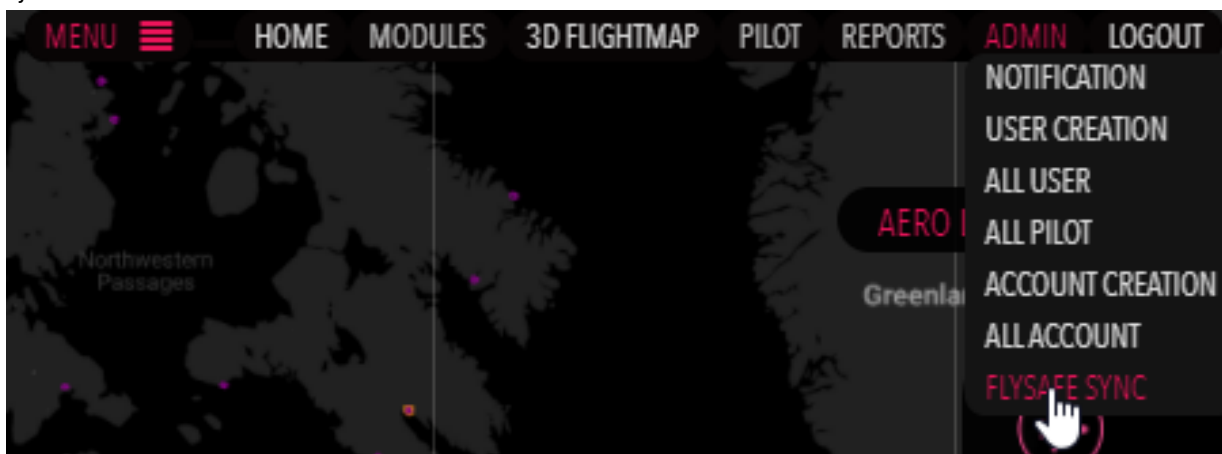 MENU HOME MODULES 3D FLIGHTMAP PILOT REPORTS ADMIN LOGOUT
NOTIFICATION
USER CREATION
ALL USER
AERO
ALL PILOT
Northwestern
Passages
ACCOUNT CREATION
ALL ACCOUNT
FLYSAFE SYNC